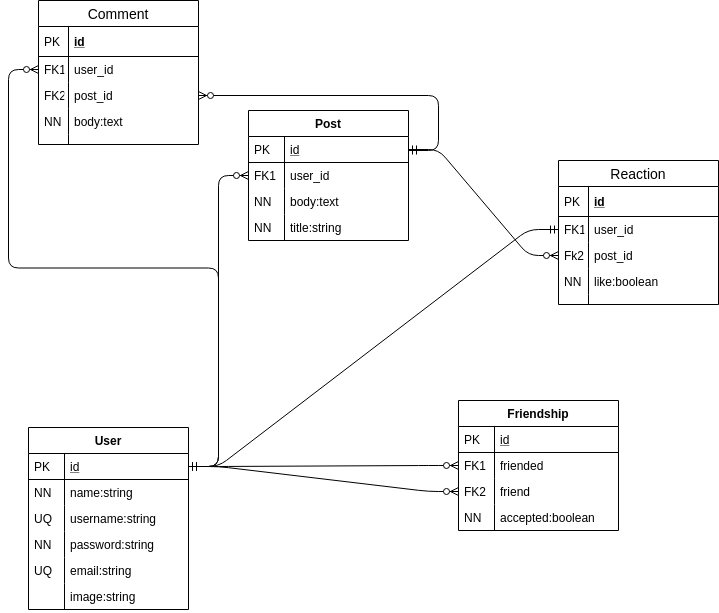 Comment
PK id
FK1 user_id
FK2 post_id
NN body:text
Post
PK id
FK1 user_id
NN body:text
NN title:string
Reaction
PK id
FK1 user_id
Fk2 post_id
NN like:boolean
User
PK id
NN name:string
UQ username:string
NN password:string
UQ email:string
image:string
Friendship
PK id
FK1 friended
FK2 friend
NN accepted:boolean